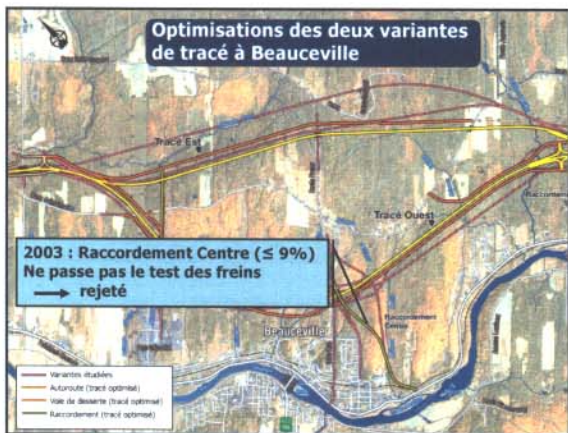 Optimisations des deux variantes
de tracé à Beauceville
Tracé Est
Tracé Ouest
2003 : Raccordement Centre (≤ 9%)
Ne passe pas le test des freins
→ rejeté
Beauceville
Raccordement
Centre
Variantes étudiées
Autoroute (tracé optimisé)
Voie de desserte (tracé optimisé)
Raccordement (tracé optimisé)